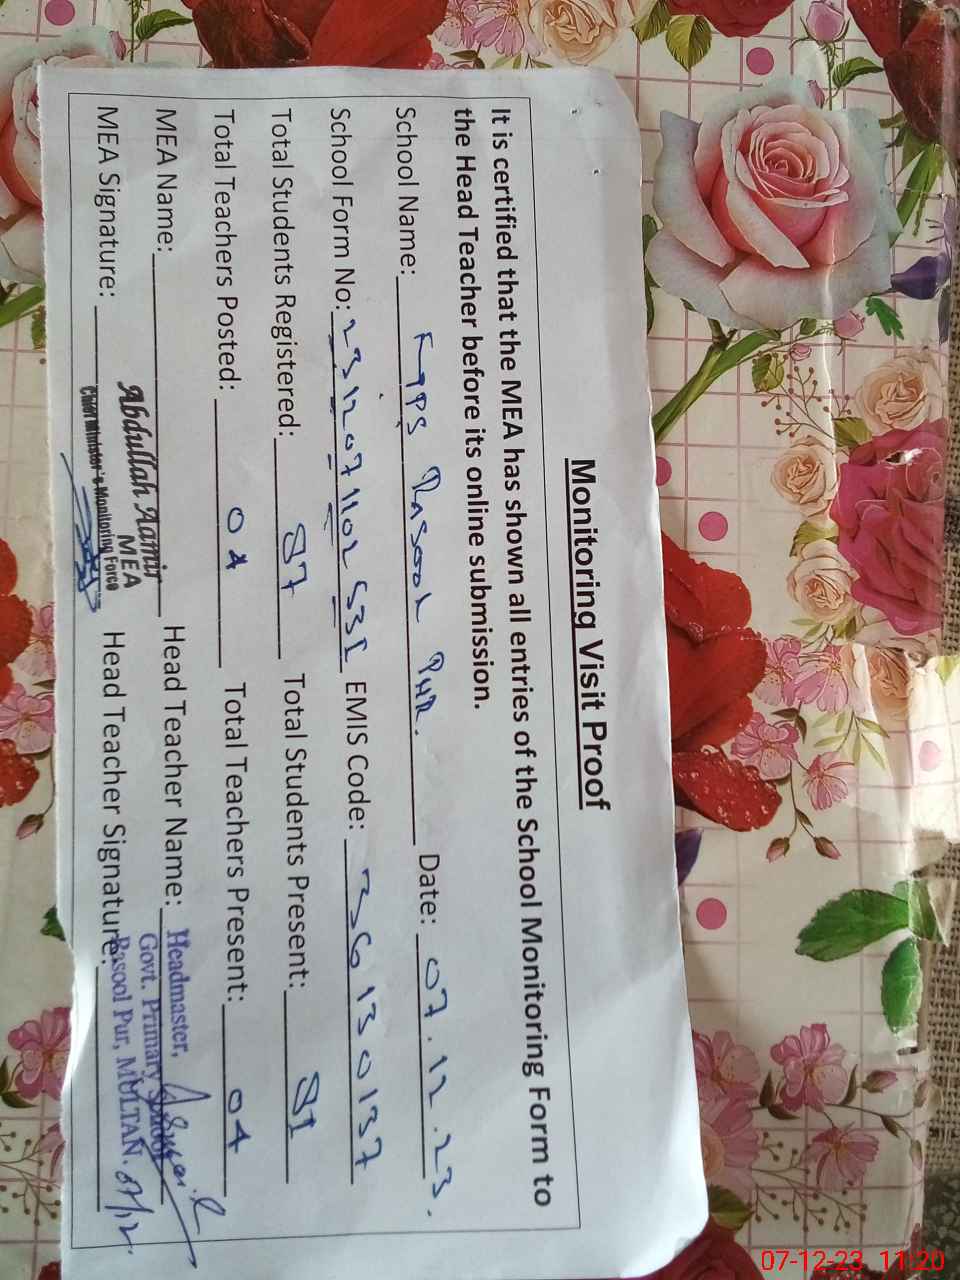 Monitoring Visit Proof
It is certified that the MEA has shown all entries of the School Monitoring Form to
the Head Teacher before its online submission.
School Name: GPS Rasool PUR. Date: 07.12.23.
School Form No: 231207110253I EMIS Code: 36130137
Total Students Registered: 87 Total Students Present: 81
Total Teachers Posted: 04 Total Teachers Present: 04
MEA Name: Abdullah Aamir Head Teacher Name: Headmaster,
MEA Govt. Primary School
MEA Signature: Chief Minister's Monitoring Force Head Teacher Signature: Rasool Pur, MULTAN. 07/12
07-12-23 11:20